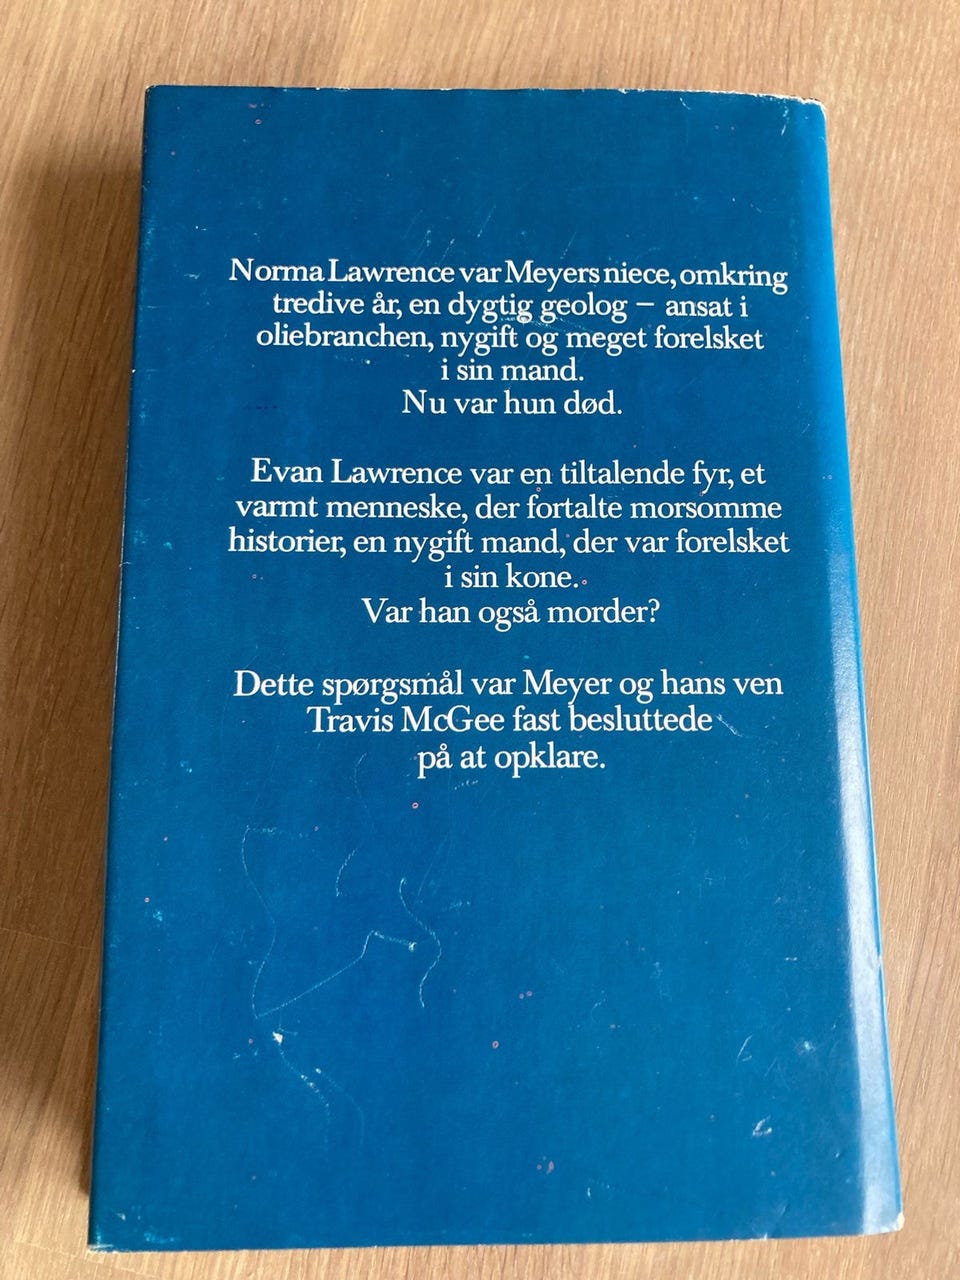 Norma Lawrence var Meyers niece, omkring
tredive år, en dygtig geolog – ansat i
oliebranchen, nygift og meget forelsket
i sin mand.
Nu var hun død.
Evan Lawrence var en tiltalende fyr, et
varmt menneske, der fortalte morsomme
historier, en nygift mand, der var forelsket
i sin kone.
Var han også morder?
Dette spørgsmål var Meyer og hans ven
Travis McGee fast besluttede
på at opklare.